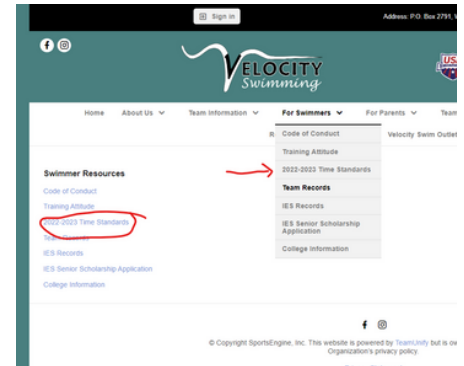 Sign in
Address: P.O. Box 2791,
VELOCITY
Swimming
Home About Us Team Information For Swimmers For Parents Team
Code of Conduct
Velocity Swim Outlet
Training Attitude
2022-2023 Time Standards
Team Records
IES Records
IES Senior Scholarship
Application
College Information
Swimmer Resources
Code of Conduct
Training Attitude
2022-2023 Time Standards
Team Records
IES Records
IES Senior Scholarship Application
College Information
© Copyright SportsEngine, Inc. This website is powered by TeamUnify but is
Organization's privacy policy.